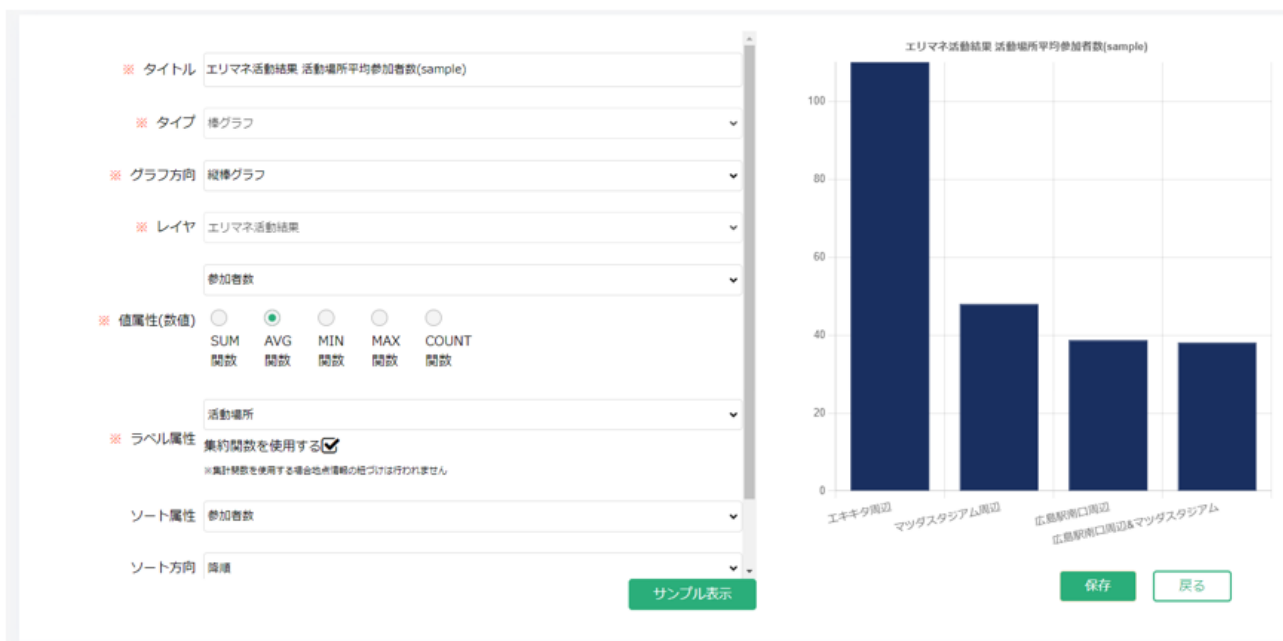 ※ タイトル エリマネ活動結果 活動場所平均参加者数(sample)
※ タイプ 棒グラフ
※ グラフ方向 縦棒グラフ
※ レイヤ エリマネ活動結果
参加者数
※ 値属性(数値)
SUM AVG MIN MAX COUNT
関数 関数 関数 関数 関数
活動場所
※ ラベル属性 集約関数を使用する
※集計関数を使用する場合地点情報の紐づけは行われません
ソート属性 参加者数
ソート方向 降順
サンプル表示
エリマネ活動結果 活動場所平均参加者数(sample)
100
80
60
40
20
0
エキキタ周辺
マツダスタジアム周辺
広島駅南口周辺
広島駅南口周辺&マツダスタジアム
保存 戻る